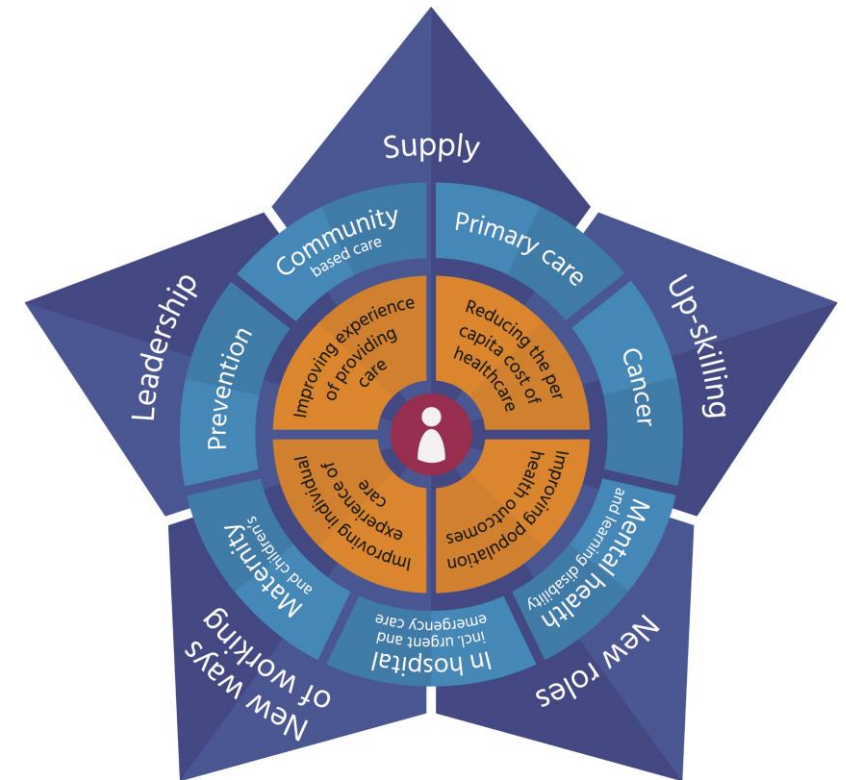 Supply
Up-skilling
New roles
New ways
of working
Leadership
Community
based care
Primary care
Cancer
Mental health
and learning disability
In hospital
incl. urgent and
emergency care
Maternity
and children's
Prevention
Improving experience
of providing
care
Reducing the per
capita cost of
healthcare
Improving population
health outcomes
Improving individual
experience of
care